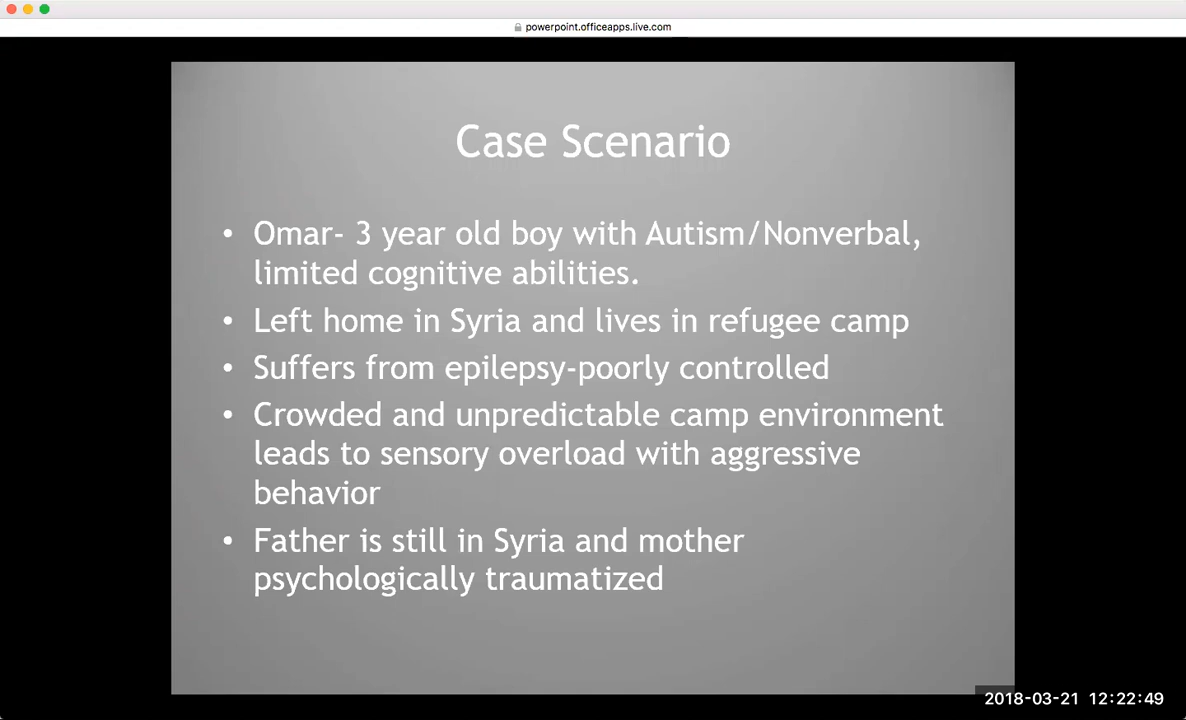 powerpoint.officeapps.live.com
Case Scenario
• Omar- 3 year old boy with Autism/Nonverbal,
limited cognitive abilities.
• Left home in Syria and lives in refugee camp
• Suffers from epilepsy-poorly controlled
• Crowded and unpredictable camp environment
leads to sensory overload with aggressive
behavior
• Father is still in Syria and mother
psychologically traumatized
2018-03-21 12:22:49